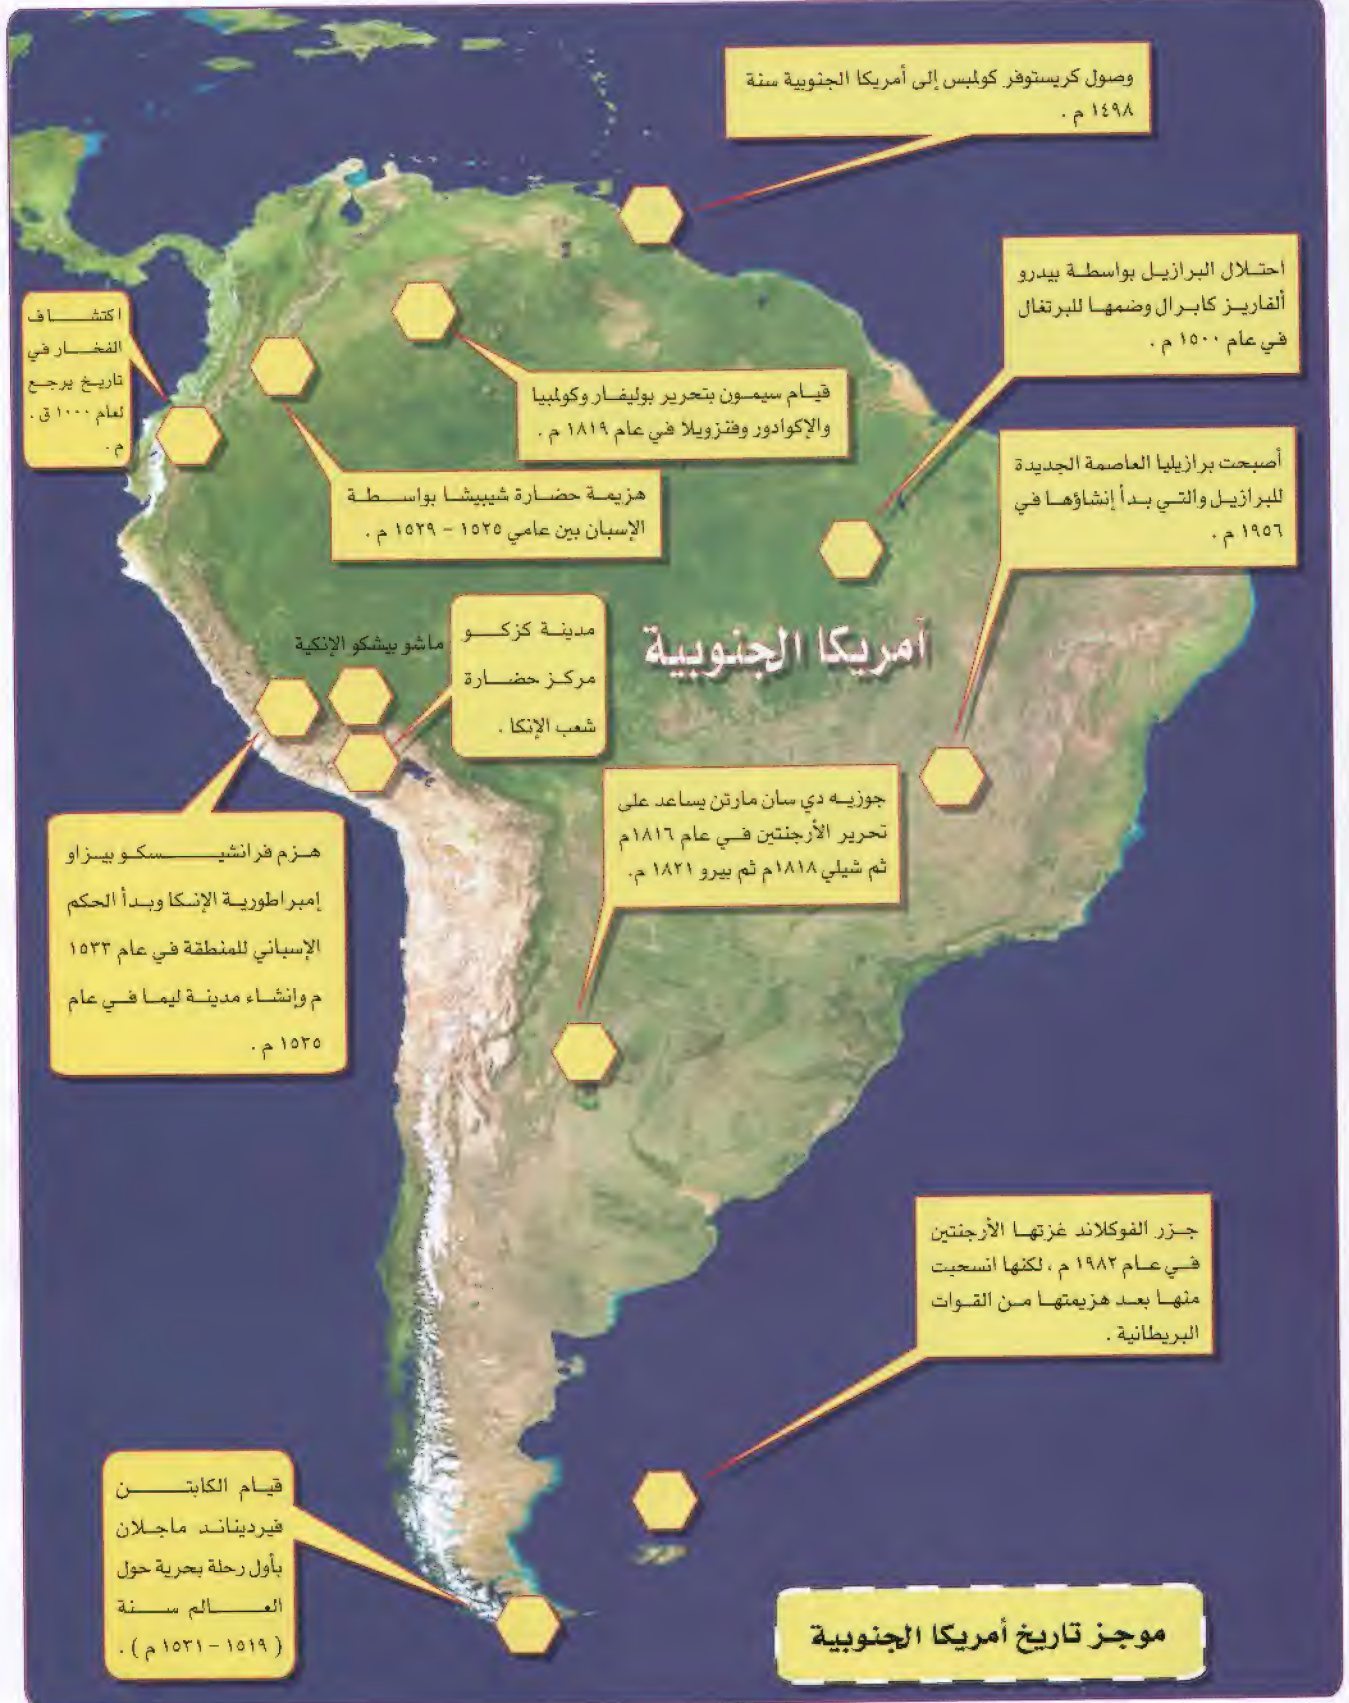 وصول كريستوفر كولمبس إلى أمريكا الجنوبية سنة
١٤٩٨ م .
احتلال البرازيل بواسطة بيدرو
ألفاريز كابرال وضمها للبرتغال
في عام ١٥٠٠ م .
اكتشاف
الفخار في
تاريخ يرجع
لعام ١٠٠٠ ق .
م .
قيام سيمون بتحرير بوليفار وكولمبيا
والإكوادور وفنزويلا في عام ١٨١٩ م .
أصبحت برازيليا العاصمة الجديدة
للبرازيل والتي بدأ إنشاؤها في
١٩٥٦ م .
هزيمة حضارة شيبيشا بواسطة
الإسبان بين عامي ١٥٢٥ - ١٥٣٩ م .
مدينة كزكو
مركز حضارة
شعب الإنكا .
ماشو بيشكو الإنكية
أمريكا الجنوبية
جوزيه دي سان مارتن يساعد على
تحرير الأرجنتين في عام ١٨١٦م
ثم شيلي ١٨١٨م ثم بيرو ١٨٢١ م.
هزم فرانشيسكو بيزاو
إمبراطورية الإنكا وبدأ الحكم
الإسباني للمنطقة في عام ١٥٣٣
م وإنشاء مدينة ليما في عام
١٥٣٥ م .
جزر الفوكلاند غزتها الأرجنتين
في عام ١٩٨٢ م ، لكنها انسحبت
منها بعد هزيمتها من القوات
البريطانية .
قيام الكابتن
فيرديناند ماجلان
بأول رحلة بحرية حول
العالم سنة
( ١٥١٩ - ١٥٢١ م ) .
موجز تاريخ أمريكا الجنوبية